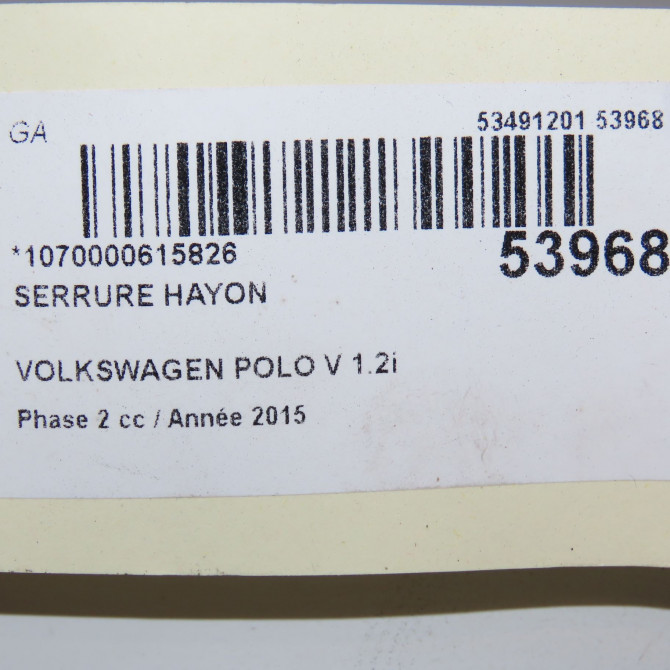 GA
53491201 53968
*1070000615826
53968
SERRURE HAYON
VOLKSWAGEN POLO V 1.2i
Phase 2 cc / Année 2015